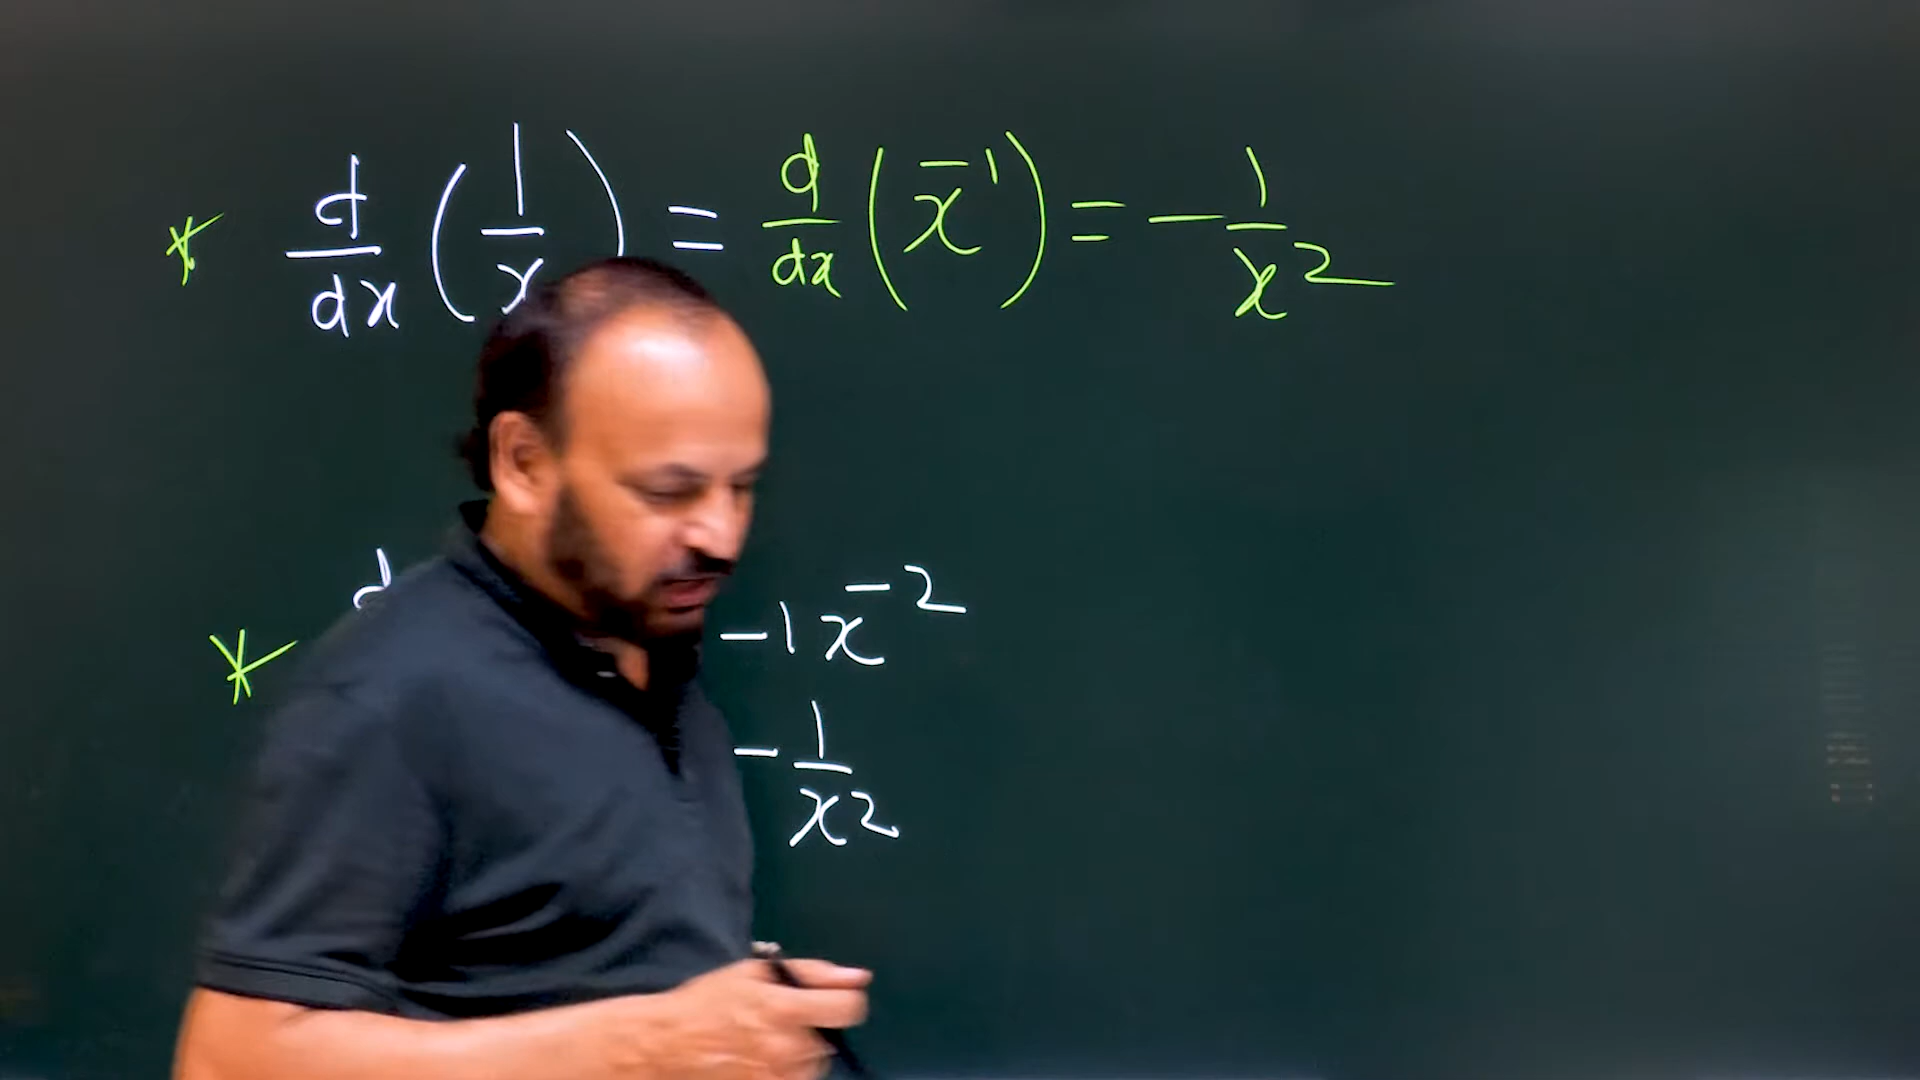 * d/dx (1/x) = d/dx (x⁻¹) = - 1/x²
* d -1x⁻²
- 1/x²